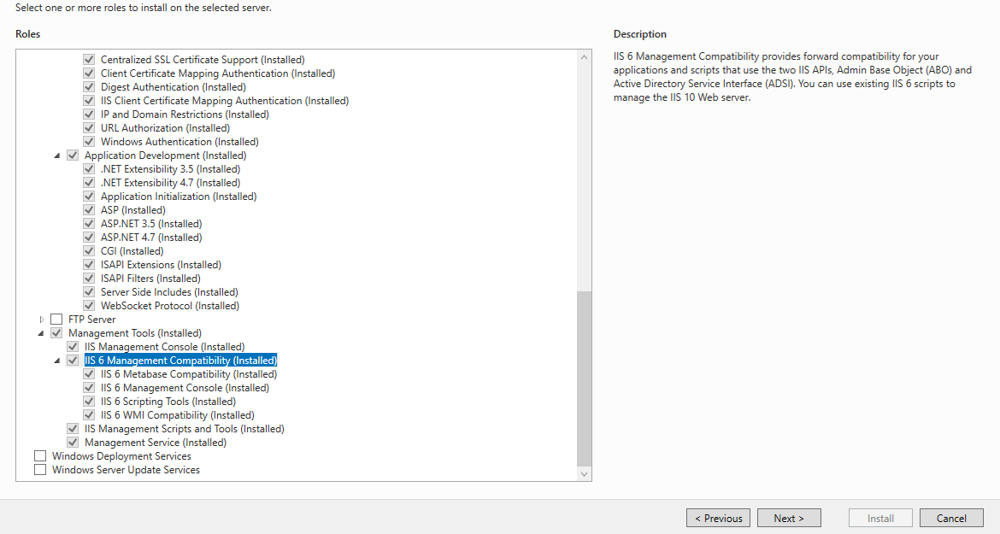 Select one or more roles to install on the selected server.
Roles
Centralized SSL Certificate Support (Installed)
Client Certificate Mapping Authentication (Installed)
Digest Authentication (Installed)
IIS Client Certificate Mapping Authentication (Installed)
IP and Domain Restrictions (Installed)
URL Authorization (Installed)
Windows Authentication (Installed)
Application Development (Installed)
.NET Extensibility 3.5 (Installed)
.NET Extensibility 4.7 (Installed)
Application Initialization (Installed)
ASP (Installed)
ASP.NET 3.5 (Installed)
ASP.NET 4.7 (Installed)
CGI (Installed)
ISAPI Extensions (Installed)
ISAPI Filters (Installed)
Server Side Includes (Installed)
WebSocket Protocol (Installed)
FTP Server
Management Tools (Installed)
IIS Management Console (Installed)
IIS 6 Management Compatibility (Installed)
IIS 6 Metabase Compatibility (Installed)
IIS 6 Management Console (Installed)
IIS 6 Scripting Tools (Installed)
IIS 6 WMI Compatibility (Installed)
IIS Management Scripts and Tools (Installed)
Management Service (Installed)
Windows Deployment Services
Windows Server Update Services
Description
IIS 6 Management Compatibility provides forward compatibility for your
applications and scripts that use the two IIS APIs, Admin Base Object (ABO) and
Active Directory Service Interface (ADSI). You can use existing IIS 6 scripts to
manage the IIS 10 Web server.
< Previous
Next >
Install
Cancel